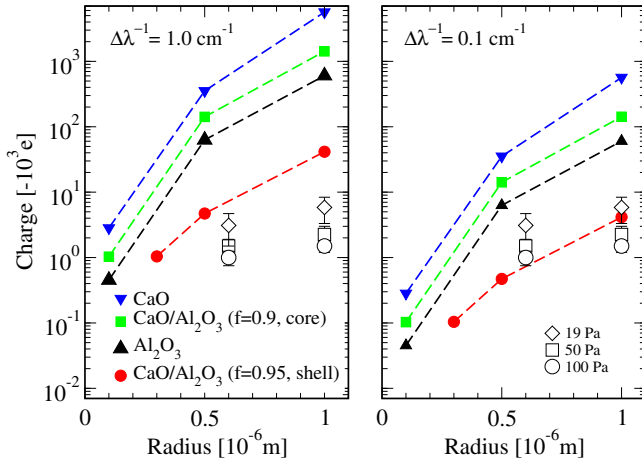 Δλ⁻¹= 1.0 cm⁻¹
Δλ⁻¹= 0.1 cm⁻¹
Charge [-10³e]
10³
10²
10¹
10⁰
10⁻¹
10⁻²
CaO
CaO/Al₂O₃ (f=0.9, core)
Al₂O₃
CaO/Al₂O₃ (f=0.95, shell)
19 Pa
50 Pa
100 Pa
0 0.5 1
0 0.5 1
Radius [10⁻⁶m]
Radius [10⁻⁶m]